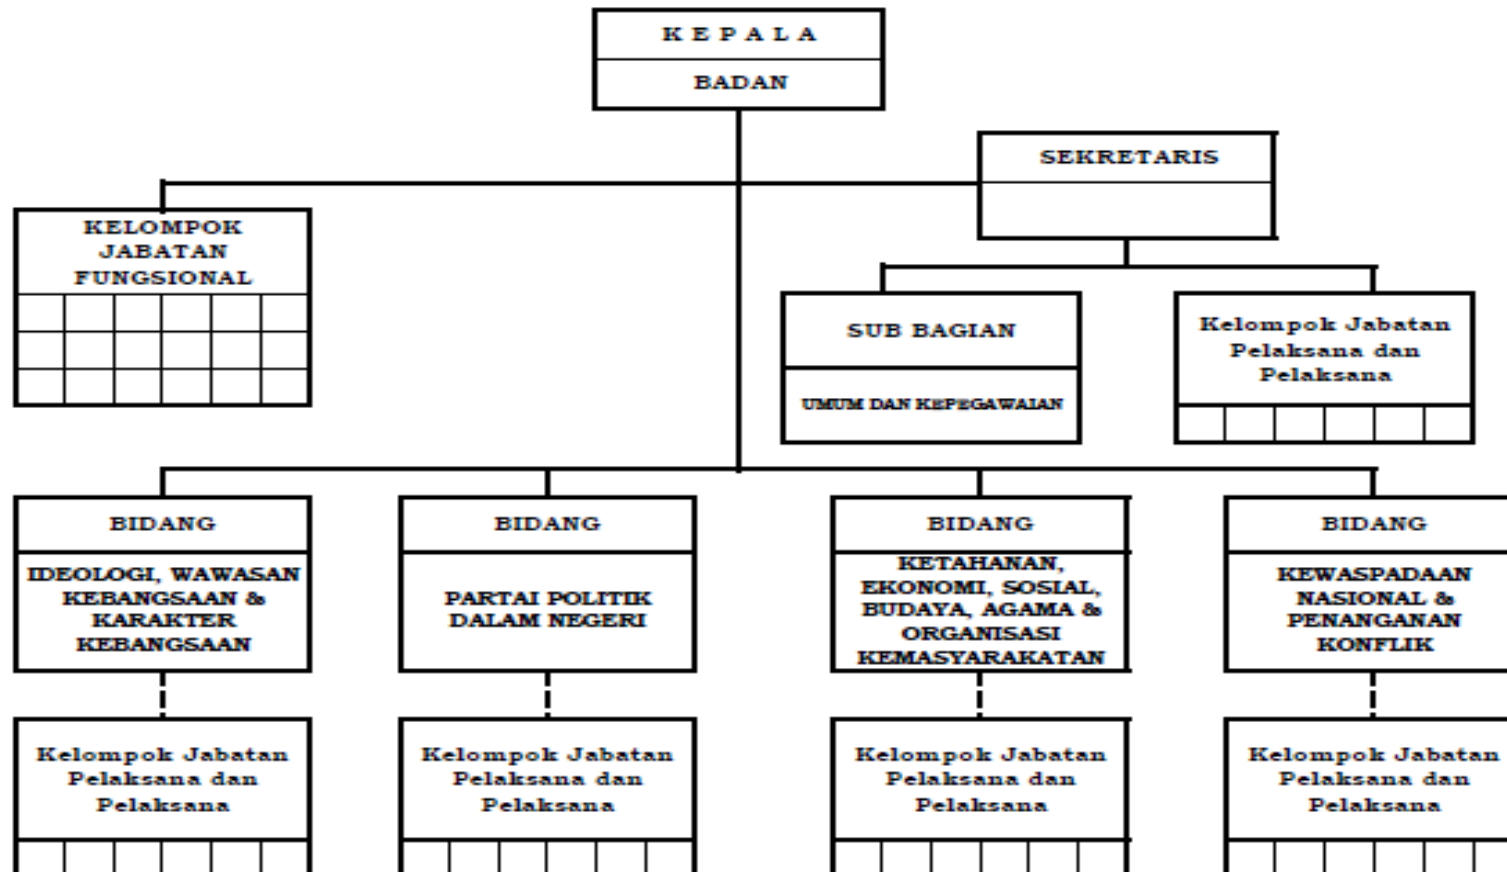 K E P A L A
BADAN
SEKRETARIS
KELOMPOK
JABATAN
FUNGSIONAL
SUB BAGIAN
UMUM DAN KEPEGAWAIAN
Kelompok Jabatan
Pelaksana dan
Pelaksana
BIDANG
IDEOLOGI, WAWASAN
KEBANGSAAN &
KARAKTER
KEBANGSAAN
BIDANG
PARTAI POLITIK
DALAM NEGERI
BIDANG
KETAHANAN,
EKONOMI, SOSIAL,
BUDAYA, AGAMA &
ORGANISASI
KEMASYARAKATAN
BIDANG
KEWASPADAAN
NASIONAL &
PENANGANAN
KONFLIK
Kelompok Jabatan
Pelaksana dan
Pelaksana
Kelompok Jabatan
Pelaksana dan
Pelaksana
Kelompok Jabatan
Pelaksana dan
Pelaksana
Kelompok Jabatan
Pelaksana dan
Pelaksana